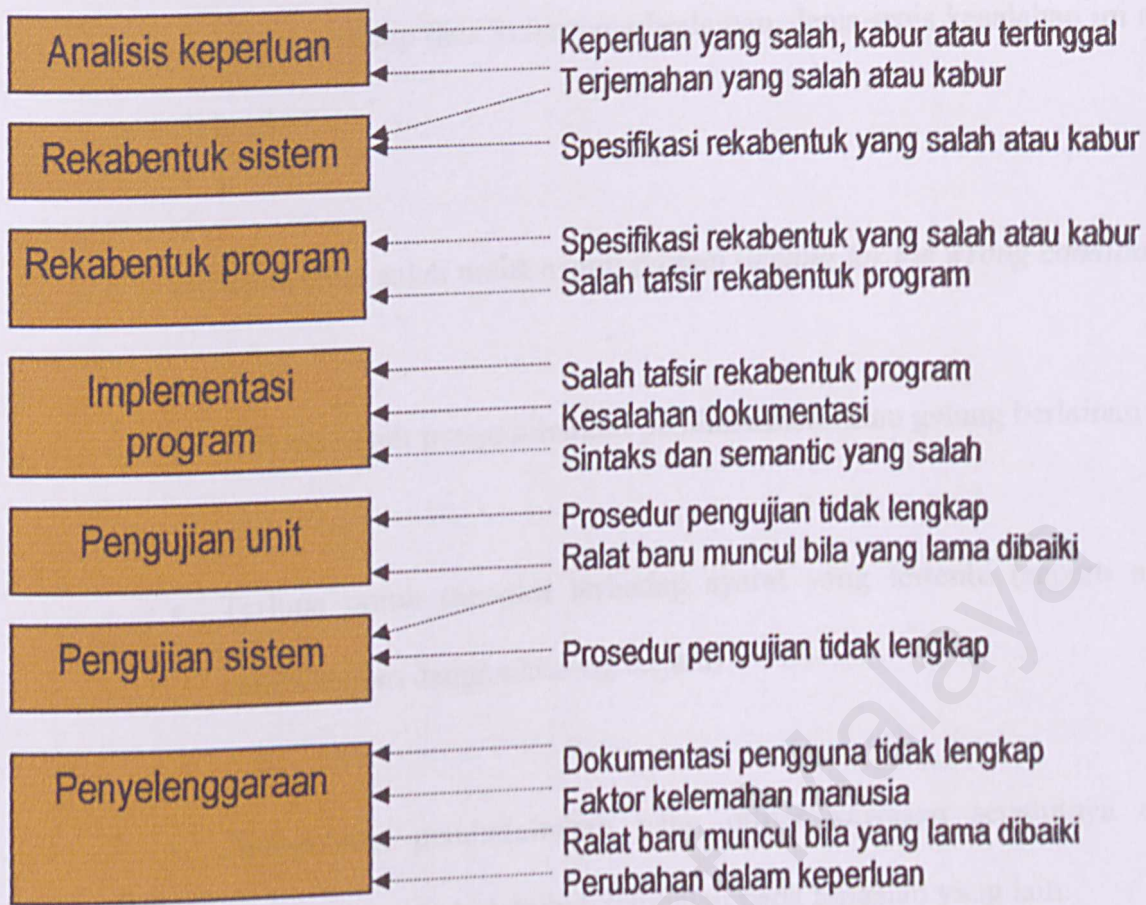 Analisis keperluan
Keperluan yang salah, kabur atau tertinggal
Terjemahan yang salah atau kabur
Rekabentuk sistem
Spesifikasi rekabentuk yang salah atau kabur
Rekabentuk program
Spesifikasi rekabentuk yang salah atau kabur
Salah tafsir rekabentuk program
Implementasi
program
Salah tafsir rekabentuk program
Kesalahan dokumentasi
Sintaks dan semantic yang salah
Pengujian unit
Prosedur pengujian tidak lengkap
Ralat baru muncul bila yang lama dibaiki
Pengujian sistem
Prosedur pengujian tidak lengkap
Penyelenggaraan
Dokumentasi pengguna tidak lengkap
Faktor kelemahan manusia
Ralat baru muncul bila yang lama dibaiki
Perubahan dalam keperluan
Malaya